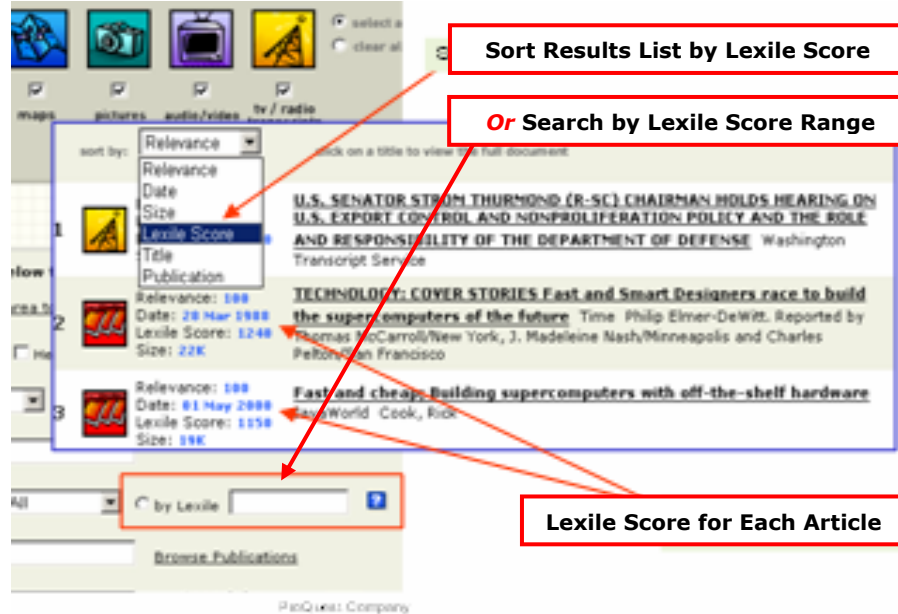 select a
clear al
Sort Results List by Lexile Score
maps
pictures
audio/video
tv / radio
Or Search by Lexile Score Range
sort by:
Relevance
click on a title to view the full document
Relevance
Date
Size
Lexile Score
Title
Publication
1
U.S. SENATOR STROM THURMOND (R-SC) CHAIRMAN HOLDS HEARING ON
U.S. EXPORT CONTROL AND NONPROLIFERATION POLICY AND THE ROLE
AND RESPONSIBILITY OF THE DEPARTMENT OF DEFENSE Washington
Transcript Service
elow
2
Relevance: 100
Date: 28 Mar 1988
Lexile Score: 1240
Size: 22K
TECHNOLOGY: COVER STORIES Fast and Smart Designers race to build
the supercomputers of the future Time Philip Elmer-DeWitt. Reported by
Thomas McCarroll/New York, J. Madeleine Nash/Minneapolis and Charles
Pelton/San Francisco
3
Relevance: 100
Date: 01 May 2000
Lexile Score: 1150
Size: 19K
Fast and cheap; Building supercomputers with off-the-shelf hardware
JavaWorld Cook, Rick
All
by Lexile
?
Lexile Score for Each Article
Browse Publications
ProQuest Company